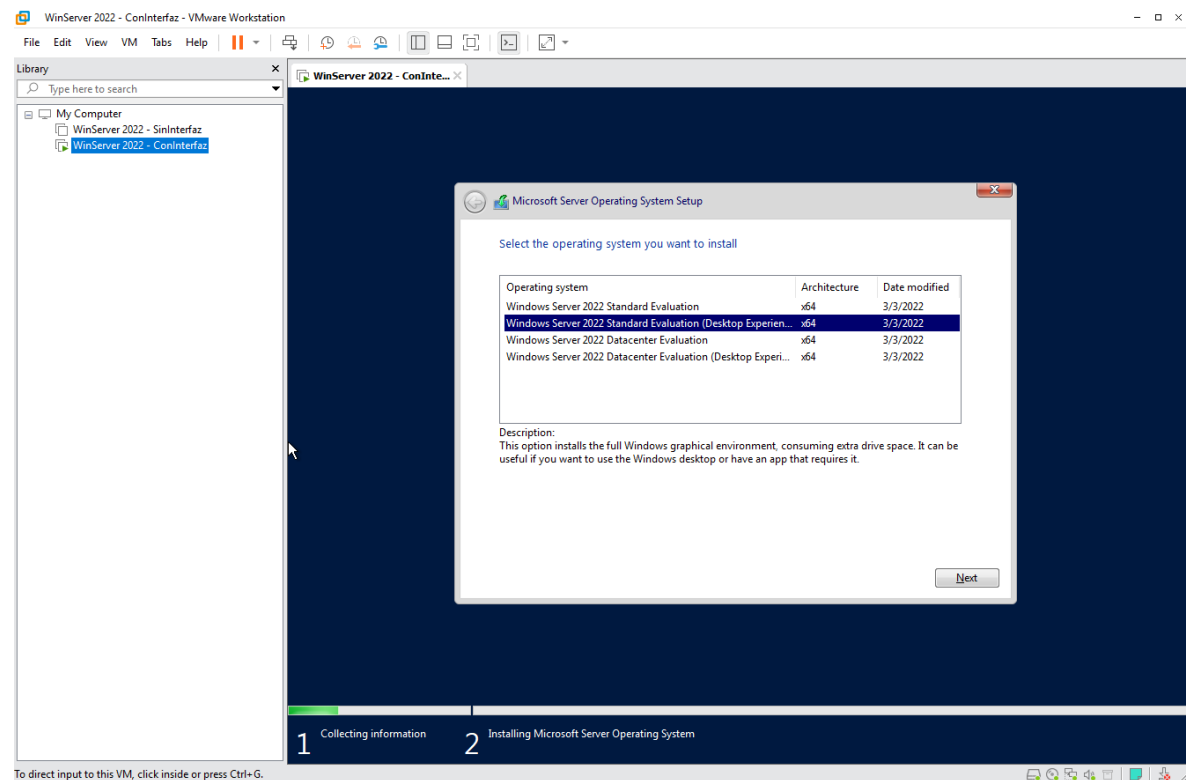 WinServer 2022 - ConInterfaz - VMware Workstation
File Edit View VM Tabs Help
Library
Type here to search
My Computer
WinServer 2022 - SinInterfaz
WinServer 2022 - ConInterfaz
WinServer 2022 - ConInte...
Microsoft Server Operating System Setup
Select the operating system you want to install
Operating system Architecture Date modified
Windows Server 2022 Standard Evaluation x64 3/3/2022
Windows Server 2022 Standard Evaluation (Desktop Experien... x64 3/3/2022
Windows Server 2022 Datacenter Evaluation x64 3/3/2022
Windows Server 2022 Datacenter Evaluation (Desktop Experi... x64 3/3/2022
Description:
This option installs the full Windows graphical environment, consuming extra drive space. It can be
useful if you want to use the Windows desktop or have an app that requires it.
Next
1 Collecting information 2 Installing Microsoft Server Operating System
To direct input to this VM, click inside or press Ctrl+G.